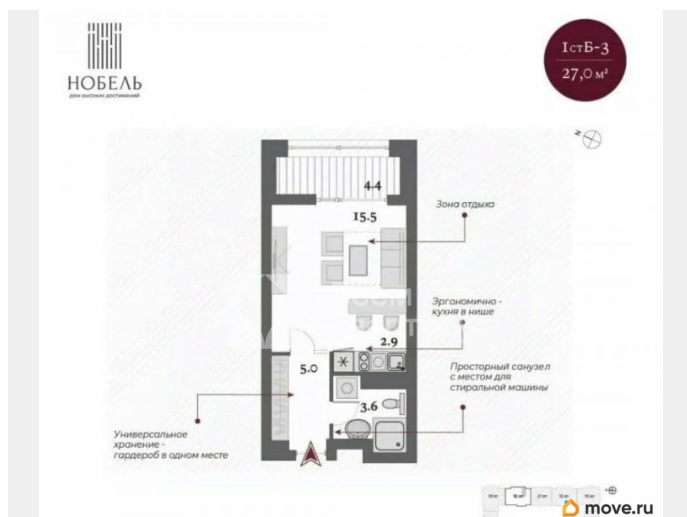 НОБЕЛЬ
ДОМ ВЫСОКИХ ДОСТИЖЕНИЙ
1стБ-3
27,0 м²
N
4.4
15.5
Зона отдыха
Эргономично -
кухня в нише
2.9
5.0
Просторный санузел
с местом для
стиральной машины
3.6
Универсальное
хранение -
гардероб в одном месте
move.ru